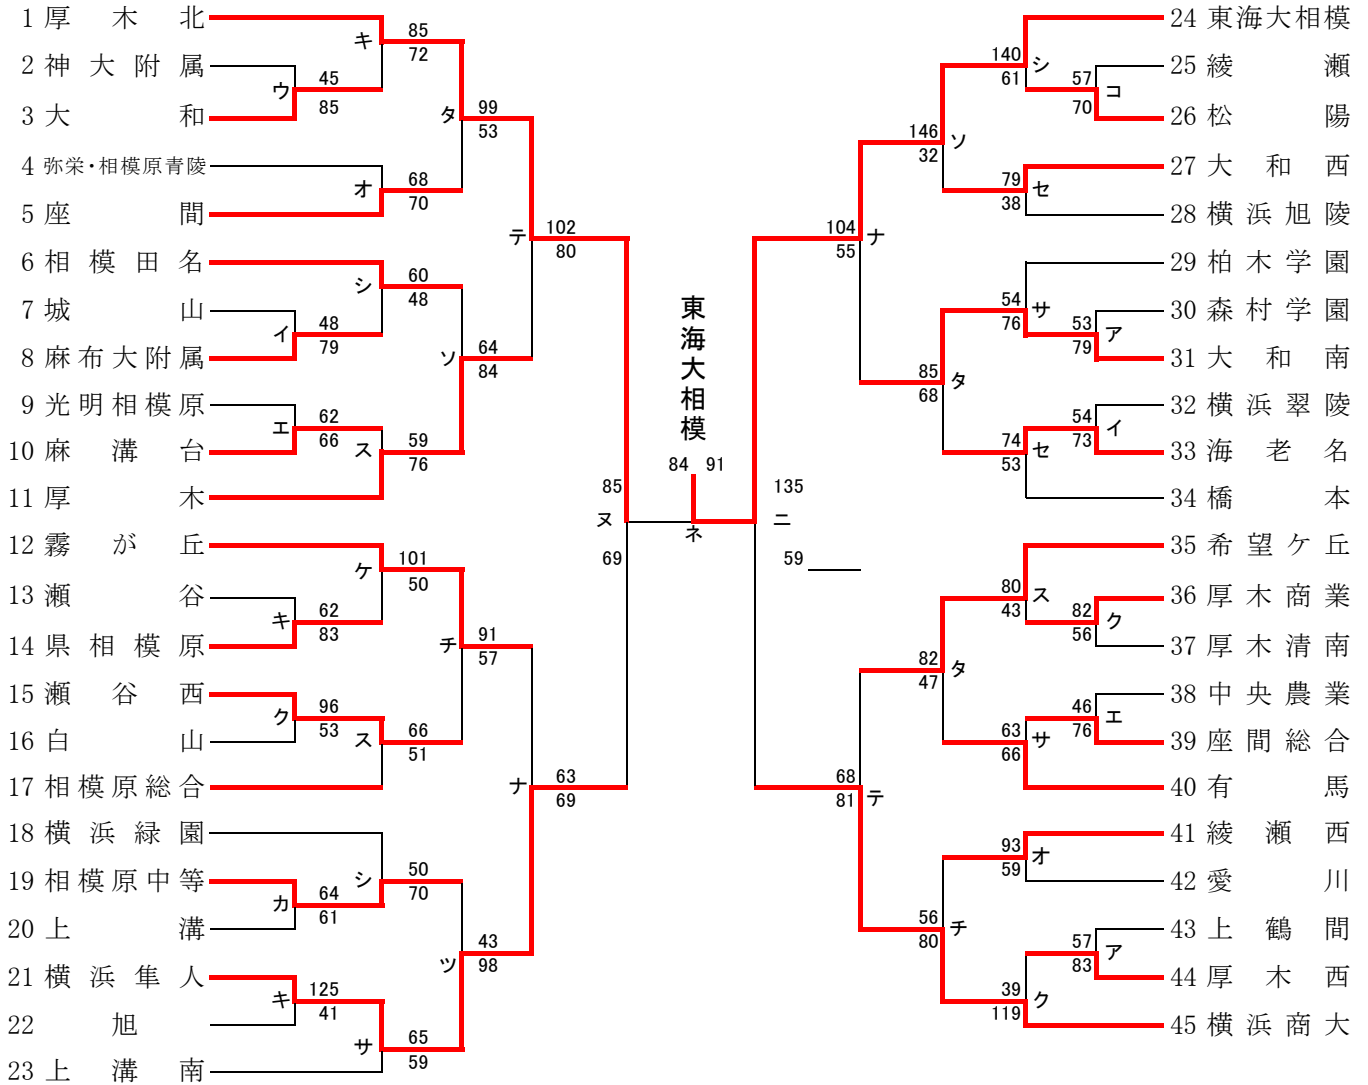 1 厚木北
2 神大附属
3 大和
4 弥栄・相模原青陵
5 座間
6 相模田名
7 城山
8 麻布大附属
9 光明相模原
10 麻溝台
11 厚木
12 霧が丘
13 瀬谷
14 県相模原
15 瀬谷西
16 白山
17 相模原総合
18 横浜緑園
19 相模原中等
20 上溝
21 横浜隼人
22 旭
23 上溝南
キ 85
72
ウ 45
85
タ 99
53
オ 68
70
テ 102
80
シ 60
48
イ 48
79
ソ 64
84
エ 62
66
ス 59
76
ケ 101
50
キ 62
83
チ 91
57
ク 96
53
ス 66
51
ナ 63
69
シ 50
70
カ 64
61
ツ 43
98
キ 125
41
サ 65
59
85
ヌ
69
東海大相模
84 91
ネ
135
ニ
59
140
61 シ
57
70 コ
146
32 ソ
79
38 セ
104
55 ナ
54
76 サ
53
79 ア
85
68 タ
54
73 イ
74
53 セ
80
43 ス
82
56 ク
82
47 タ
46
76 エ
63
66 サ
68
81 テ
93
59 オ
56
80 チ
57
83 ア
39
119 ク
24 東海大相模
25 綾瀬
26 松陽
27 大和西
28 横浜旭陵
29 柏木学園
30 森村学園
31 大和南
32 横浜翠陵
33 海老名
34 橋本
35 希望ケ丘
36 厚木商業
37 厚木清南
38 中央農業
39 座間総合
40 有馬
41 綾瀬西
42 愛川
43 上鶴間
44 厚木西
45 横浜商大